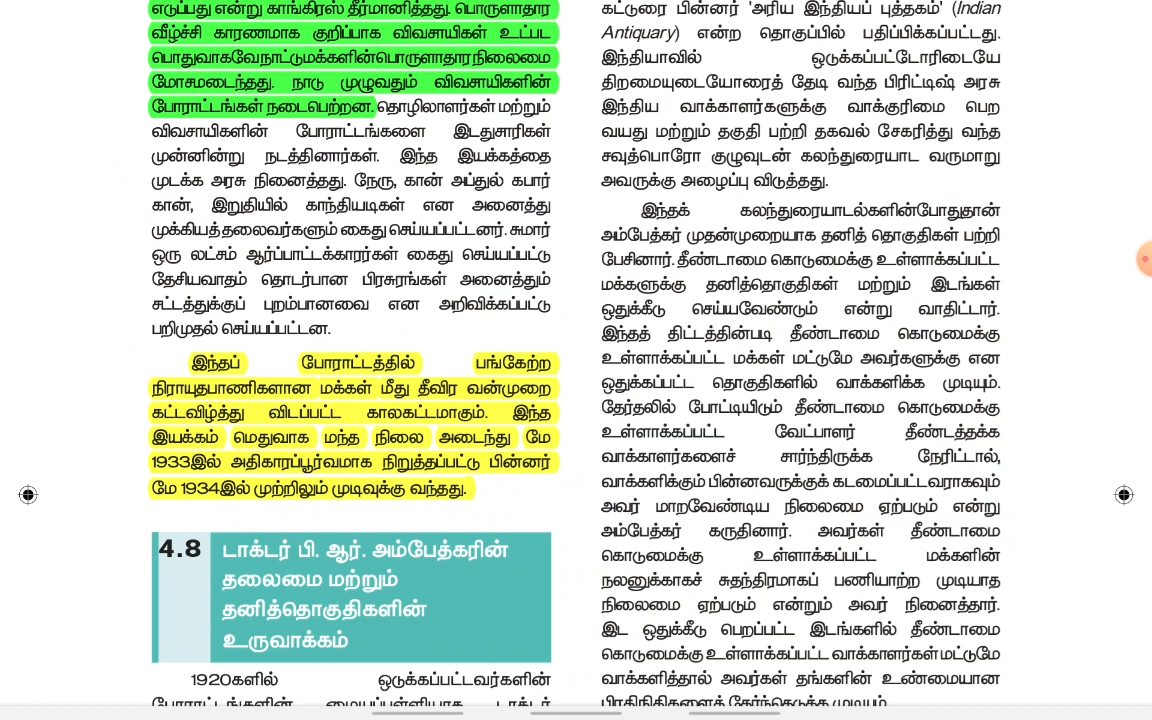 எடுப்பது என்று காங்கிரஸ் தீர்மானித்தது. பொருளாதார
வீழ்ச்சி காரணமாக குறிப்பாக விவசாயிகள் உட்பட
பொதுவாகவேநாட்டுமக்களின்பொருளாதாரநிலைமை
மோசமடைந்தது. நாடு முழுவதும் விவசாயிகளின்
போராட்டங்கள் நடைபெற்றன. தொழிலாளர்கள் மற்றும்
விவசாயிகளின் போராட்டங்களை இடதுசாரிகள்
முன்னின்று நடத்தினார்கள். இந்த இயக்கத்தை
முடக்க அரசு நினைத்தது. நேரு, கான் அப்துல் கபார்
கான், இறுதியில் காந்தியடிகள் என அனைத்து
முக்கியத்தலைவர்களும் கைது செய்யப்பட்டனர். சுமார்
ஒரு லட்சம் ஆர்ப்பாட்டக்காரர்கள் கைது செய்யப்பட்டு
தேசியவாதம் தொடர்பான பிரசுரங்கள் அனைத்தும்
சட்டத்துக்குப் புறம்பானவை என அறிவிக்கப்பட்டு
பறிமுதல் செய்யப்பட்டன.
இந்தப் போராட்டத்தில் பங்கேற்ற
நிராயுதபாணிகளான மக்கள் மீது தீவிர வன்முறை
கட்டவிழ்த்து விடப்பட்ட காலகட்டமாகும். இந்த
இயக்கம் மெதுவாக மந்த நிலை அடைந்து மே
1933இல் அதிகாரப்பூர்வமாக நிறுத்தப்பட்டு பின்னர்
மே 1934இல் முற்றிலும் முடிவுக்கு வந்தது.
4.8 டாக்டர் பி. ஆர். அம்பேத்கரின்
தலைமை மற்றும்
தனித்தொகுதிகளின்
உருவாக்கம்
1920களில் ஒடுக்கப்பட்டவர்களின்
போராட்டங்களின் மையப்புள்ளியாக டாக்டர்
கட்டுரை பின்னர் 'அரிய இந்தியப் புத்தகம்' (Indian
Antiquary) என்ற தொகுப்பில் பதிப்பிக்கப்பட்டது.
இந்தியாவில் ஒடுக்கப்பட்டோரிடையே
திறமையுடையோரைத் தேடி வந்த பிரிட்டிஷ் அரசு
இந்திய வாக்காளர்களுக்கு வாக்குரிமை பெற
வயது மற்றும் தகுதி பற்றி தகவல் சேகரித்து வந்த
சவுத்பொரோ குழுவுடன் கலந்துரையாட வருமாறு
அவருக்கு அழைப்பு விடுத்தது.
இந்தக் கலந்துரையாடல்களின்போதுதான்
அம்பேத்கர் முதன்முறையாக தனித் தொகுதிகள் பற்றி
பேசினார். தீண்டாமை கொடுமைக்கு உள்ளாக்கப்பட்ட
மக்களுக்கு தனித்தொகுதிகள் மற்றும் இடங்கள்
ஒதுக்கீடு செய்யவேண்டும் என்று வாதிட்டார்.
இந்தத் திட்டத்தின்படி தீண்டாமை கொடுமைக்கு
உள்ளாக்கப்பட்ட மக்கள் மட்டுமே அவர்களுக்கு என
ஒதுக்கப்பட்ட தொகுதிகளில் வாக்களிக்க முடியும்.
தேர்தலில் போட்டியிடும் தீண்டாமை கொடுமைக்கு
உள்ளாக்கப்பட்ட வேட்பாளர் தீண்டத்தக்க
வாக்காளர்களைச் சார்ந்திருக்க நேரிட்டால்,
வாக்களிக்கும் பின்னவருக்குக் கடமைப்பட்டவராகவும்
அவர் மாறவேண்டிய நிலைமை ஏற்படும் என்று
அம்பேத்கர் கருதினார். அவர்கள் தீண்டாமை
கொடுமைக்கு உள்ளாக்கப்பட்ட மக்களின்
நலனுக்காகச் சுதந்திரமாகப் பணியாற்ற முடியாத
நிலைமை ஏற்படும் என்றும் அவர் நினைத்தார்.
இட ஒதுக்கீடு பெறப்பட்ட இடங்களில் தீண்டாமை
கொடுமைக்கு உள்ளாக்கப்பட்ட வாக்காளர்கள் மட்டுமே
வாக்களித்தால் அவர்கள் தங்களின் உண்மையான
பிரதிநிதிகளைத் தேர்ந்தெடுக்க முடியும்